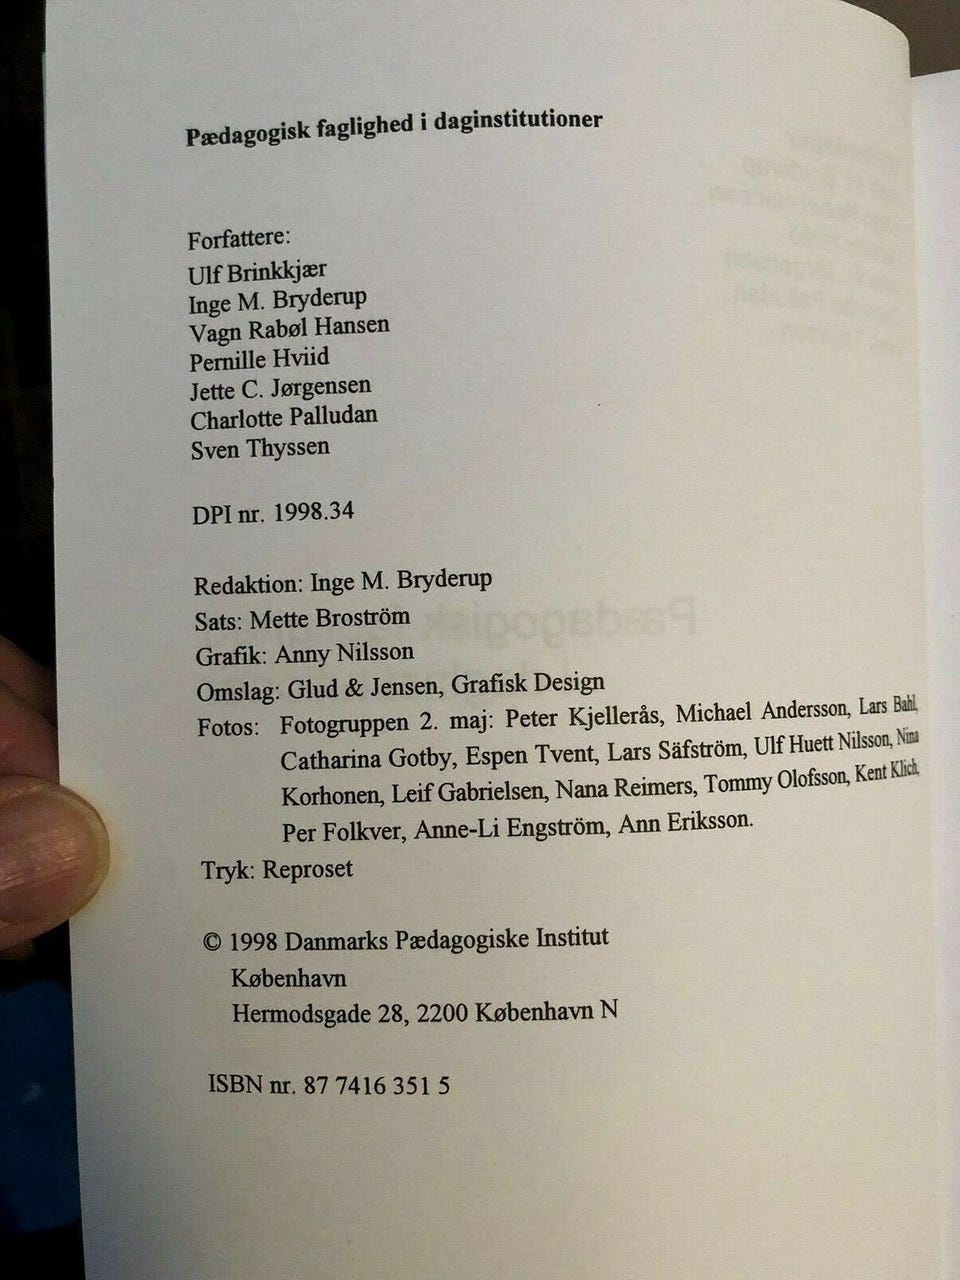 Pædagogisk faglighed i daginstitutioner
Forfattere:
Ulf Brinkkjær
Inge M. Bryderup
Vagn Rabøl Hansen
Pernille Hviid
Jette C. Jørgensen
Charlotte Palludan
Sven Thyssen
DPI nr. 1998.34
Redaktion: Inge M. Bryderup
Sats: Mette Broström
Grafik: Anny Nilsson
Omslag: Glud & Jensen, Grafisk Design
Fotos: Fotogruppen 2. maj: Peter Kjellerås, Michael Andersson, Lars Bahl,
Catharina Gotby, Espen Tvent, Lars Säfström, Ulf Huett Nilsson, Nina
Korhonen, Leif Gabrielsen, Nana Reimers, Tommy Olofsson, Kent Klich,
Per Folkver, Anne-Li Engström, Ann Eriksson.
Tryk: Reproset
© 1998 Danmarks Pædagogiske Institut
København
Hermodsgade 28, 2200 København N
ISBN nr. 87 7416 351 5